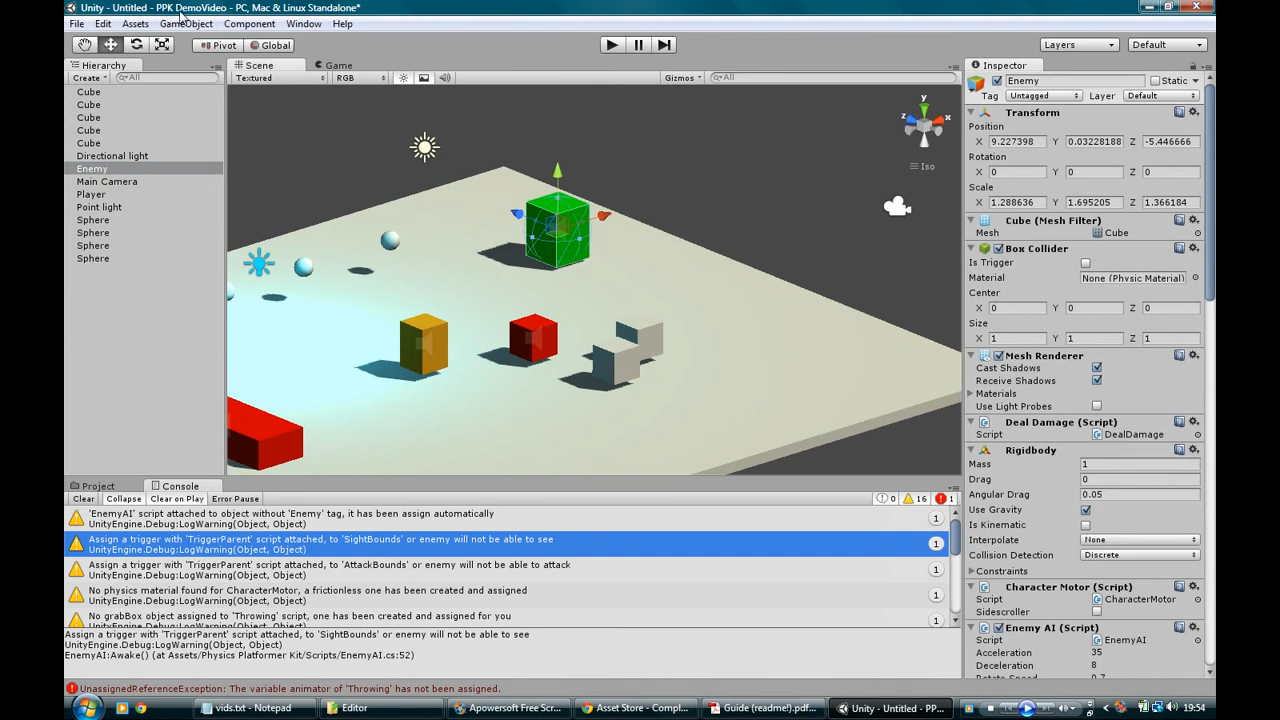 Unity - Untitled - PPK DemoVideo - PC, Mac & Linux Standalone*
File Edit Assets GameObject Component Window Help
Pivot Global Layers Default
Hierarchy
Create All
Cube
Cube
Cube
Cube
Cube
Directional light
Enemy
Main Camera
Player
Point light
Sphere
Sphere
Sphere
Sphere
Scene Game
Textured RGB Gizmos All
y
z x
Iso
Inspector
Enemy Static
Tag Untagged Layer Default
Transform
Position
X 9.227398 Y 0.03228188 Z -5.446666
Rotation
X 0 Y 0 Z 0
Scale
X 1.288636 Y 1.695205 Z 1.366184
Cube (Mesh Filter)
Mesh Cube
Box Collider
Is Trigger
Material None (Physic Material)
Center
X 0 Y 0 Z 0
Size
X 1 Y 1 Z 1
Mesh Renderer
Cast Shadows
Receive Shadows
Materials
Use Light Probes
Deal Damage (Script)
Script DealDamage
Rigidbody
Mass 1
Drag 0
Angular Drag 0.05
Use Gravity
Is Kinematic
Interpolate None
Collision Detection Discrete
Constraints
Character Motor (Script)
Script CharacterMotor
Sidescroller
Enemy AI (Script)
Script EnemyAI
Acceleration 35
Deceleration 8
Rotate Speed 0.7
Project Console
Clear Collapse Clear on Play Error Pause 0 16 1
'EnemyAI' script attached to object without 'Enemy' tag, it has been assign automatically 1
UnityEngine.Debug:LogWarning(Object, Object)
Assign a trigger with 'TriggerParent' script attached, to 'SightBounds' or enemy will not be able to see 1
UnityEngine.Debug:LogWarning(Object, Object)
Assign a trigger with 'TriggerParent' script attached, to 'AttackBounds' or enemy will not be able to attack 1
UnityEngine.Debug:LogWarning(Object, Object)
No physics material found for CharacterMotor, a frictionless one has been created and assigned 1
UnityEngine.Debug:LogWarning(Object, Object)
No grabBox object assigned to 'Throwing' script, one has been created and assigned for you 1
UnityEngine.Debug:LogWarning(Object, Object)
Assign a trigger with 'TriggerParent' script attached, to 'SightBounds' or enemy will not be able to see
UnityEngine.Debug:LogWarning(Object, Object)
EnemyAI:Awake() (at Assets/Physics Platformer Kit/Scripts/EnemyAI.cs:52)
UnassignedReferenceException: The variable animator of 'Throwing' has not been assigned.
vids.txt - Notepad Editor Apowersoft Free Scr... Asset Store - Compl... Guide (readme!).pdf... Unity - Untitled - PP... 19:54